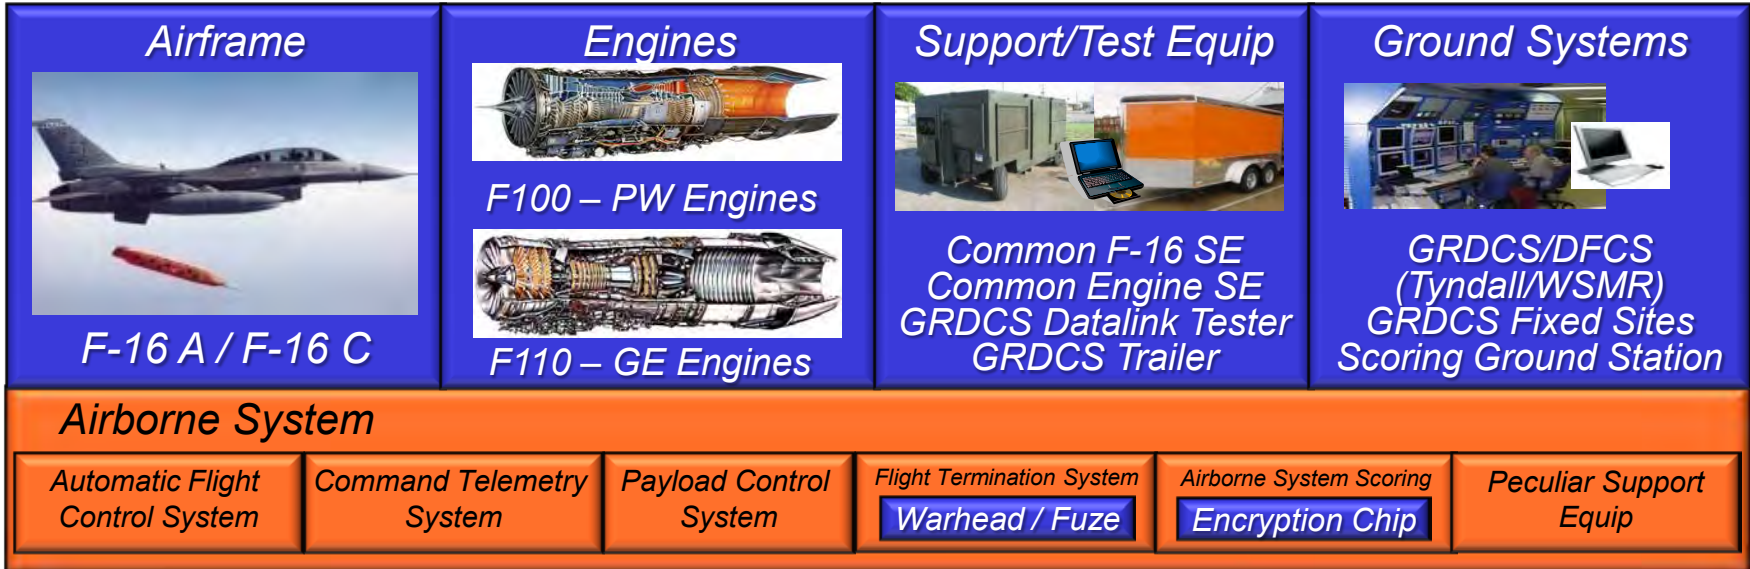 Airframe
F-16 A / F-16 C
Engines
F100 – PW Engines
F110 – GE Engines
Support/Test Equip
Common F-16 SE
Common Engine SE
GRDCS Datalink Tester
GRDCS Trailer
Ground Systems
GRDCS/DFCS
(Tyndall/WSMR)
GRDCS Fixed Sites
Scoring Ground Station
Airborne System
Automatic Flight
Control System
Command Telemetry
System
Payload Control
System
Flight Termination System
Warhead / Fuze
Airborne System Scoring
Encryption Chip
Peculiar Support
Equip